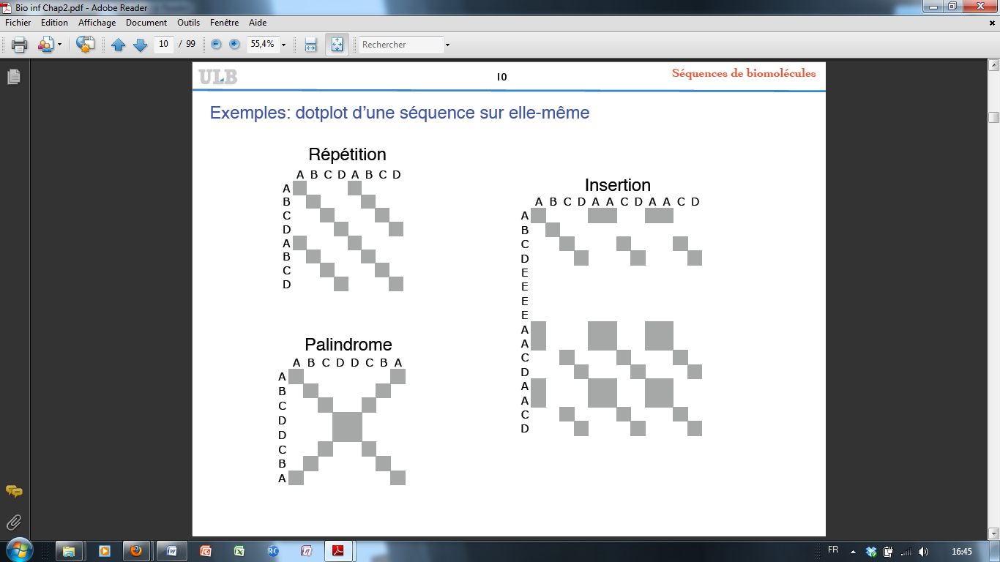 Bio inf Chap2.pdf - Adobe Reader
Fichier Edition Affichage Document Outils Fenêtre Aide
10 / 99 55,4% Rechercher
ULB 10 Séquences de biomolécules
Exemples: dotplot d’une séquence sur elle-même
Répétition
A B C D A B C D
A
B
C
D
A
B
C
D
Insertion
A B C D A A C D A A C D
A
B
C
D
E
E
E
E
A
A
C
D
A
A
C
D
Palindrome
A B C D D C B A
A
B
C
D
D
C
B
A
FR 16:45